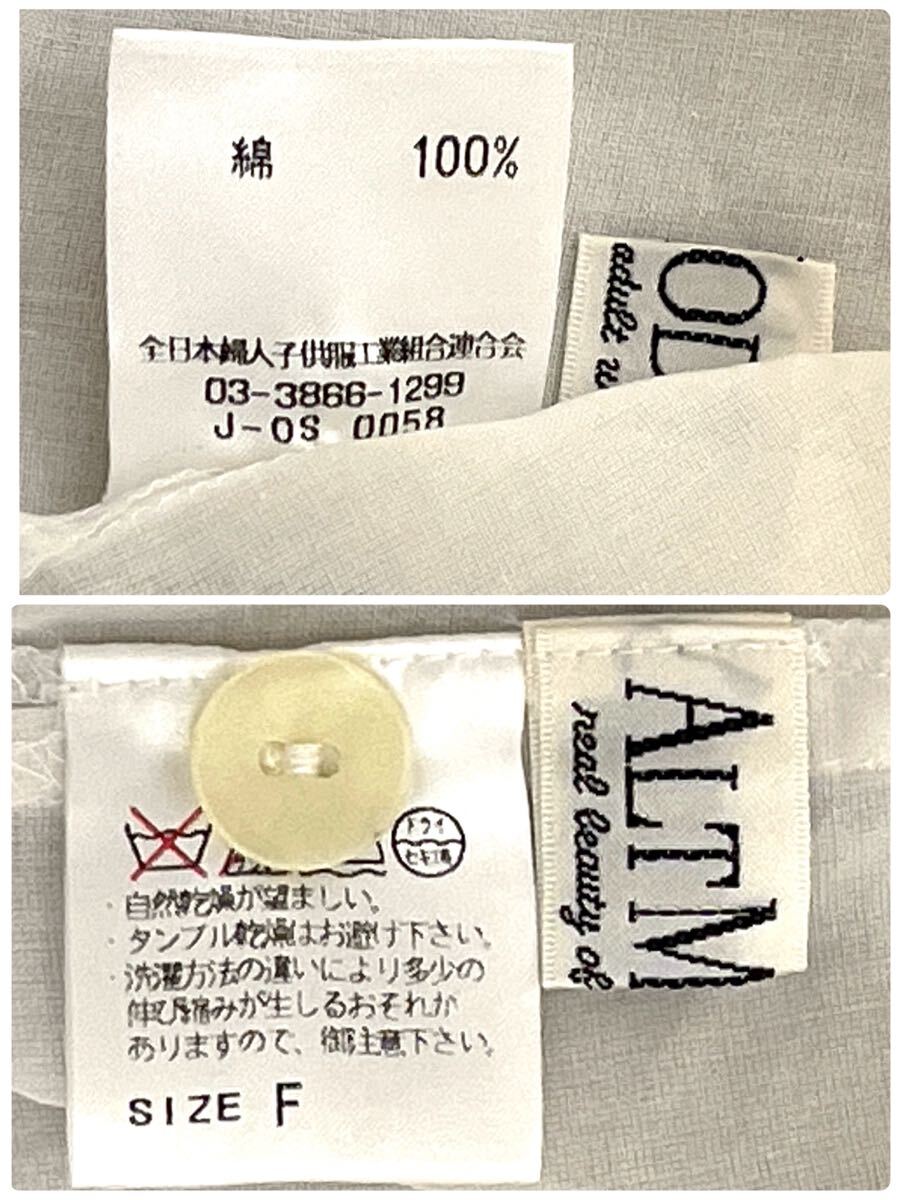 綿 100%
全日本婦人子供服工業組合連合会
03-3866-1299
J-OS 0058
OD
adult
ドライ
セキユ系
・自然乾燥が望ましい。
・タンブル乾燥はお避け下さい。
・洗濯方法の違いにより多少の
伸び縮みが生じるおそれが
ありますので、御注意下さい。
SIZE F
ALTM
neal beauty of